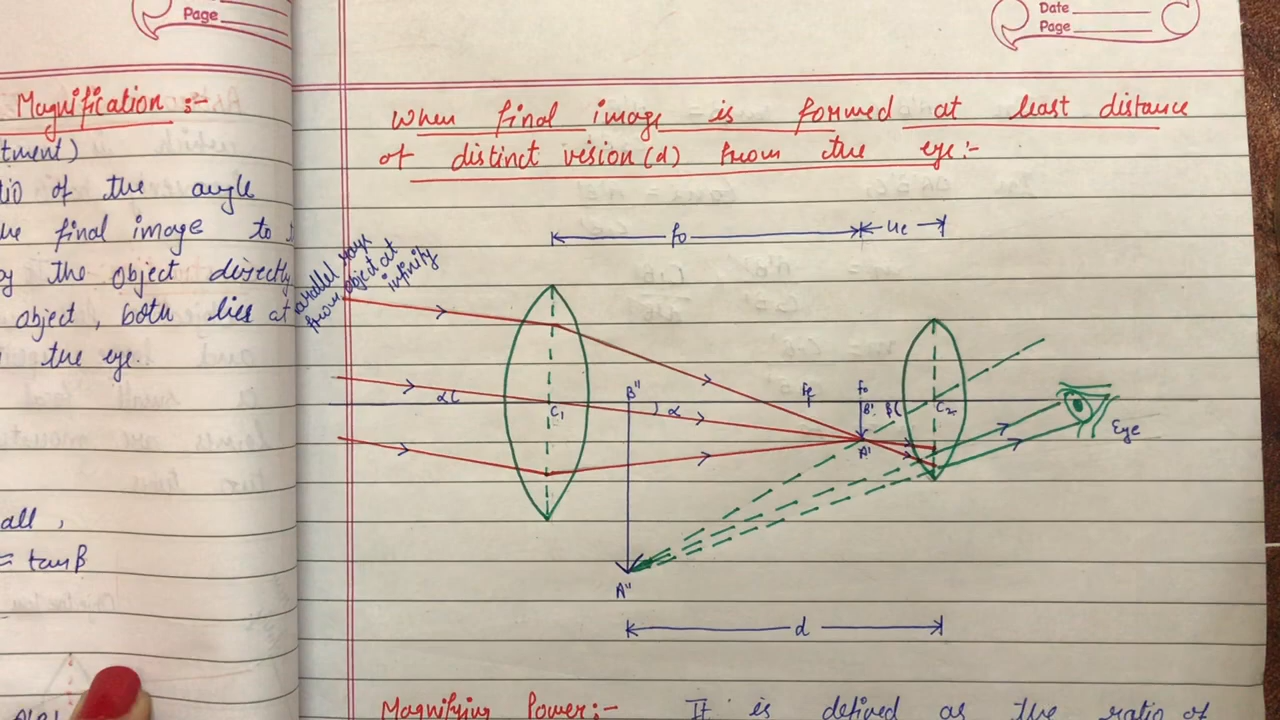 Page
Magnification :-
tment)
tio of the angle
he final image to
by the object directly
object, both lies at
the eye.
all,
= tanβ
Date
Page
When final image is formed at least distance
of distinct vision (d) from the eye:-
fo
ue
Parallel rays
from object at
infinity
B''
fe
fo
α
C1
α
B'
β
C2
A'
Eye
A''
d
Magnifying Power:- It is defined as the ratio of